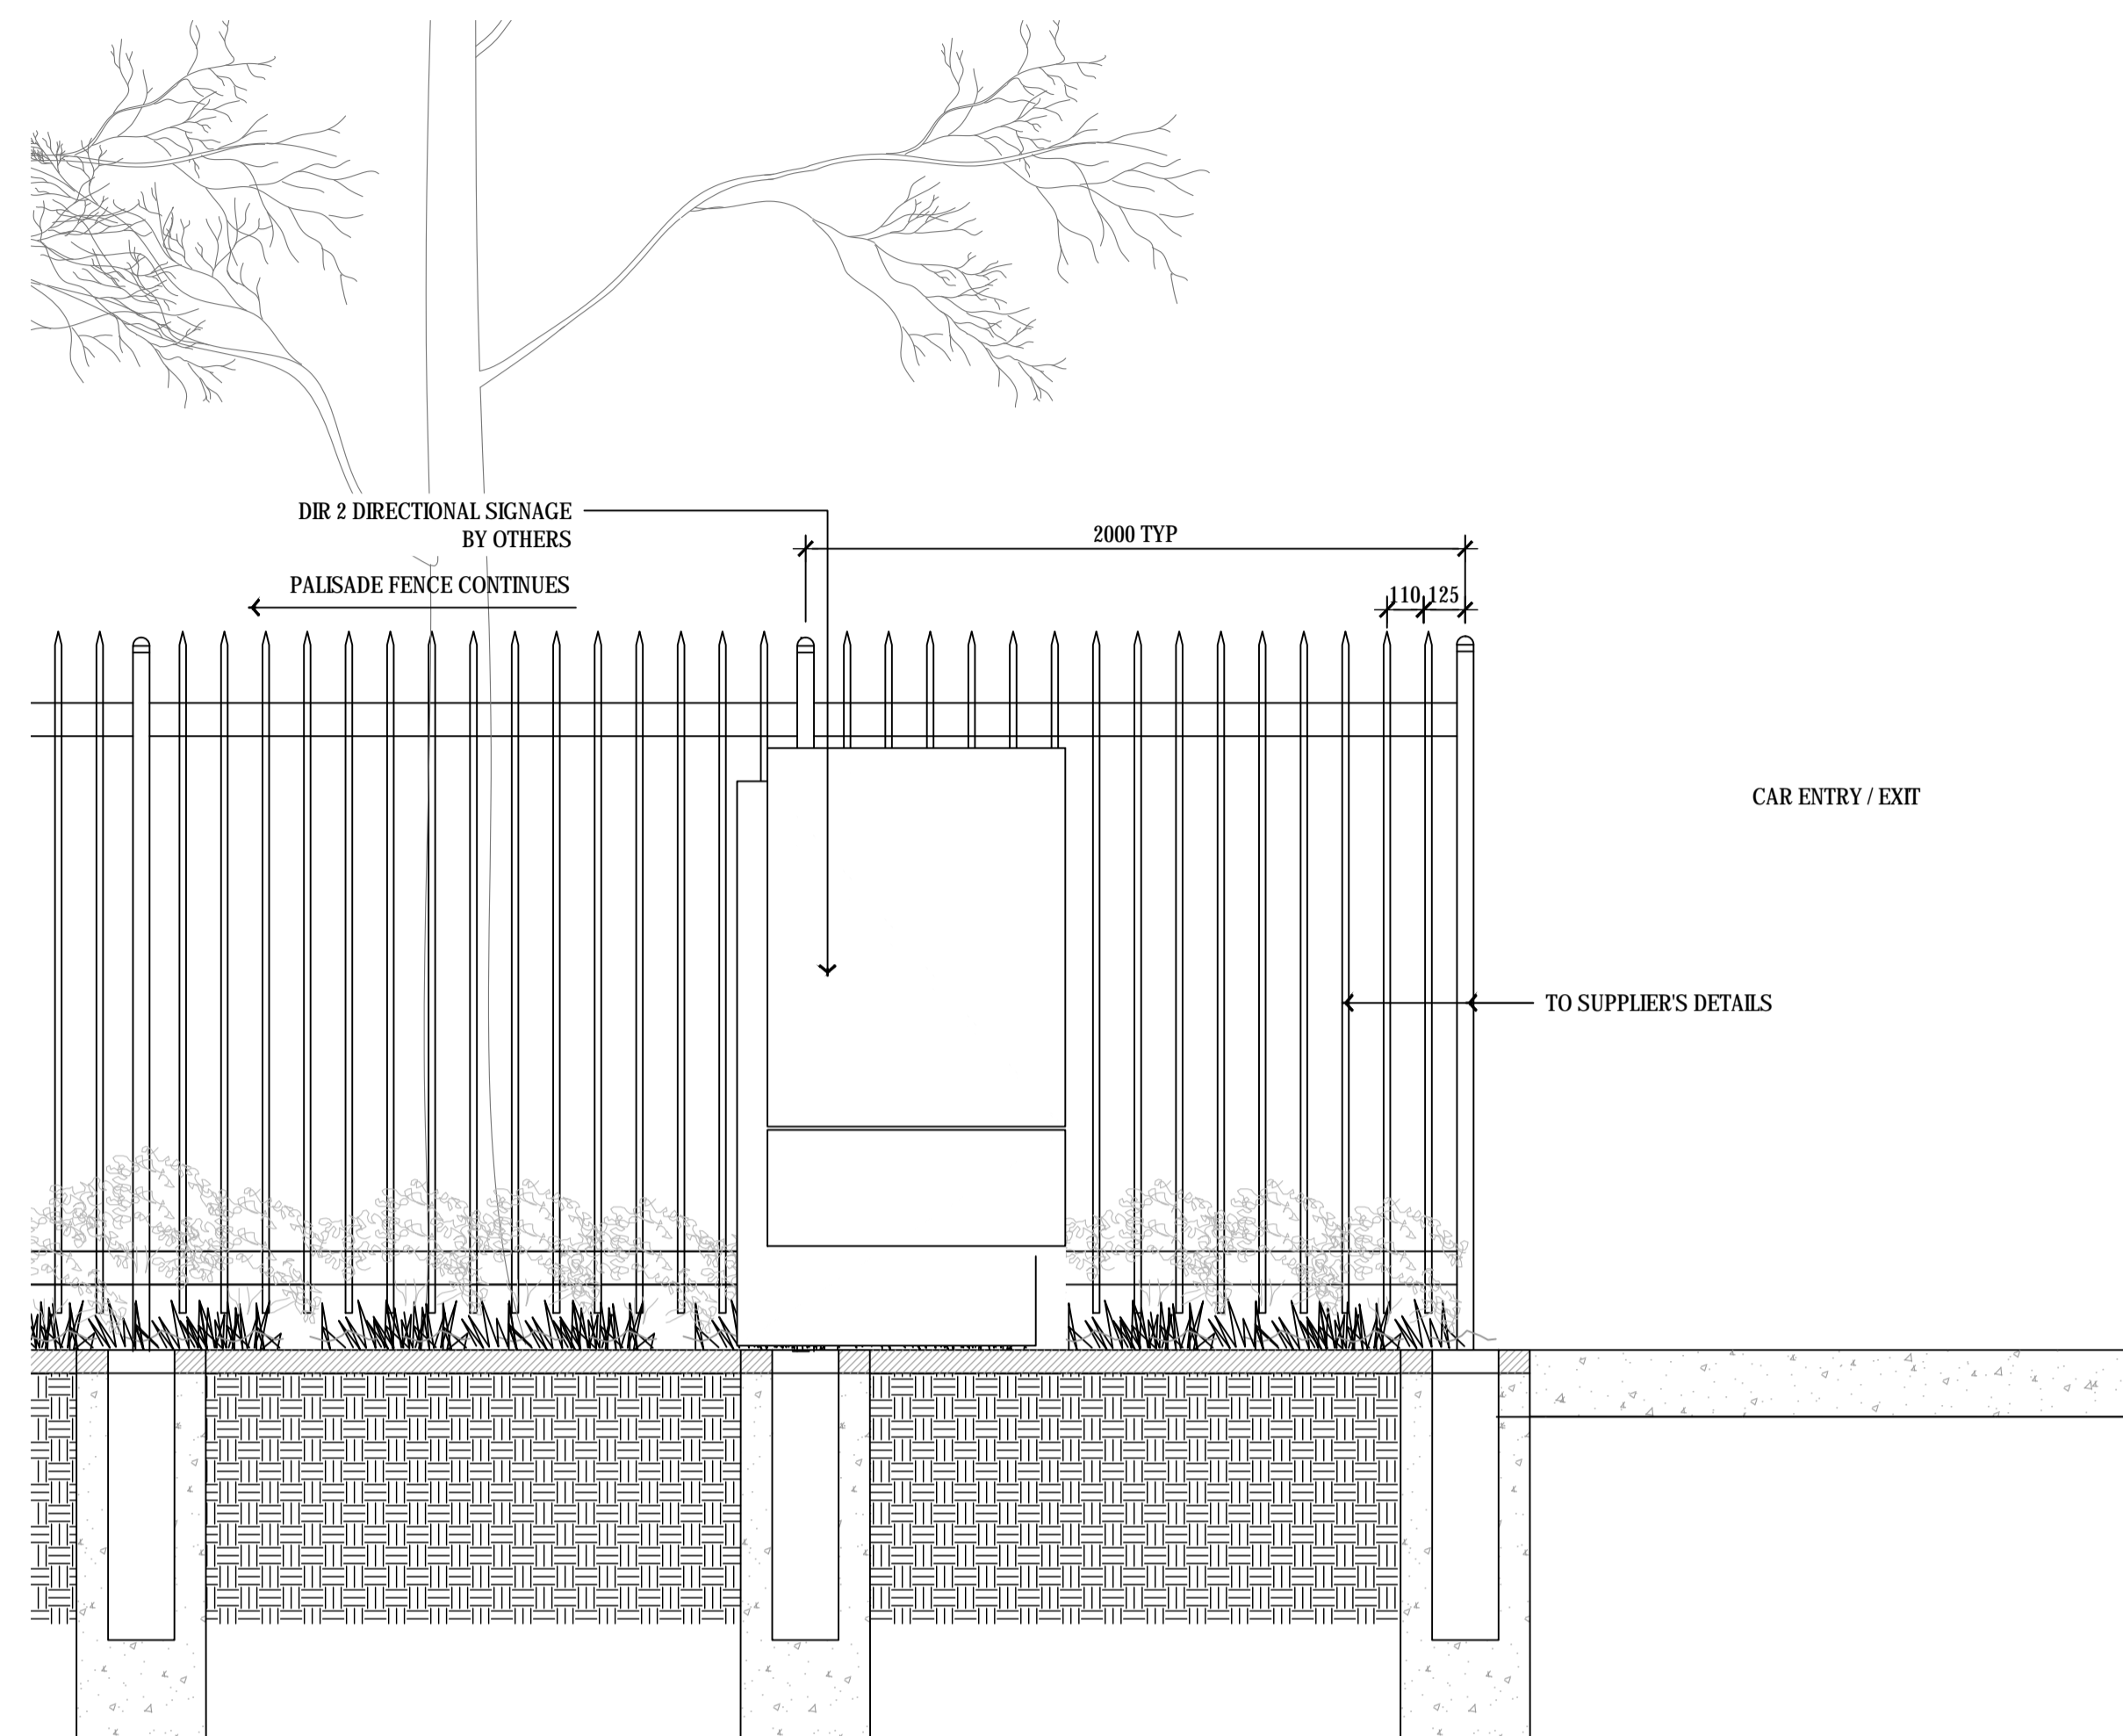 DIR 2 DIRECTIONAL SIGNAGE
BY OTHERS
2000 TYP
PALISADE FENCE CONTINUES
110 125
CAR ENTRY / EXIT
TO SUPPLIER'S DETAILS